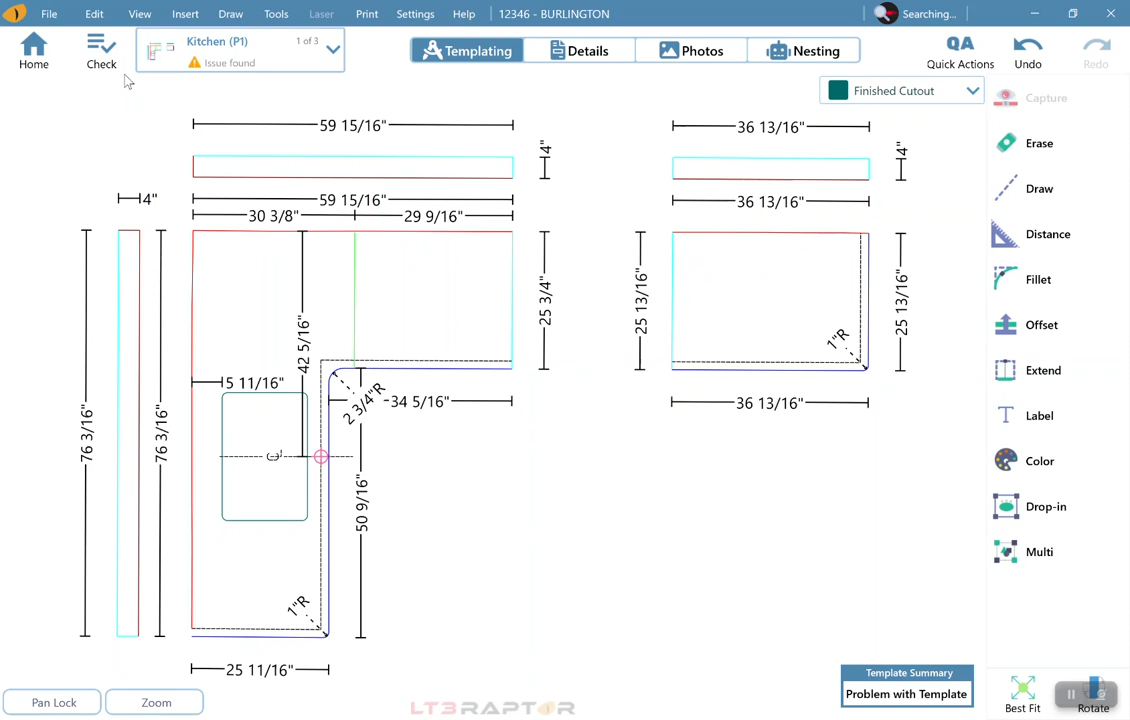 File Edit View Insert Draw Tools Laser Print Settings Help 12346 - BURLINGTON Searching...
Home
Check
Kitchen (P1) 1 of 3
Issue found
Templating Details Photos Nesting
QA
Quick Actions
Undo
Redo
Finished Cutout
Capture
Erase
Draw
Distance
Fillet
Offset
Extend
Label
Color
Drop-in
Multi
59 15/16"
4"
36 13/16"
4"
4"
59 15/16"
36 13/16"
30 3/8"
29 9/16"
76 3/16"
76 3/16"
42 5/16"
25 3/4"
25 13/16"
25 13/16"
1"R
5 11/16"
2 3/4"R
34 5/16"
36 13/16"
50 9/16"
1"R
25 11/16"
Template Summary
Problem with Template
Pan Lock
Zoom
LT3RAPTOR
Best Fit
Rotate